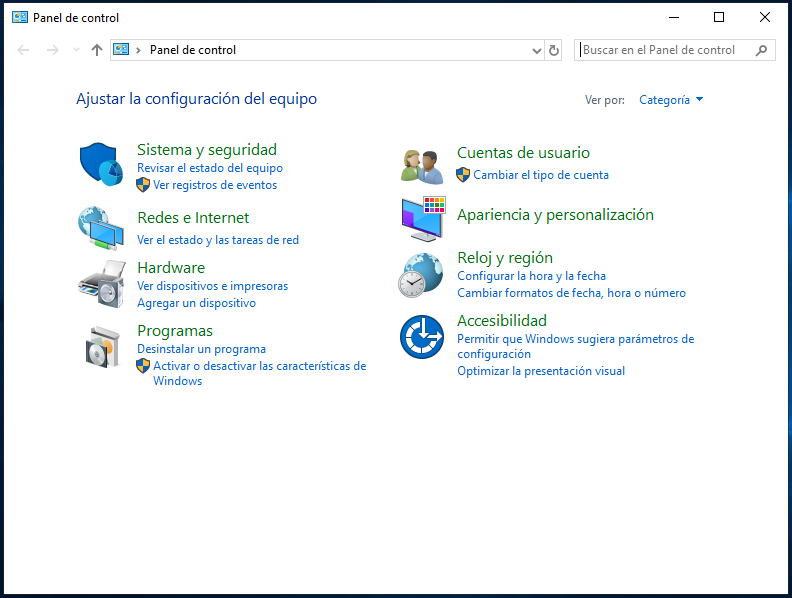 Panel de control
Panel de control
Buscar en el Panel de control
Ajustar la configuración del equipo
Ver por:
Categoría
Sistema y seguridad
Revisar el estado del equipo
Ver registros de eventos
Redes e Internet
Ver el estado y las tareas de red
Hardware
Ver dispositivos e impresoras
Agregar un dispositivo
Programas
Desinstalar un programa
Activar o desactivar las características de
Windows
Cuentas de usuario
Cambiar el tipo de cuenta
Apariencia y personalización
Reloj y región
Configurar la hora y la fecha
Cambiar formatos de fecha, hora o número
Accesibilidad
Permitir que Windows sugiera parámetros de
configuración
Optimizar la presentación visual